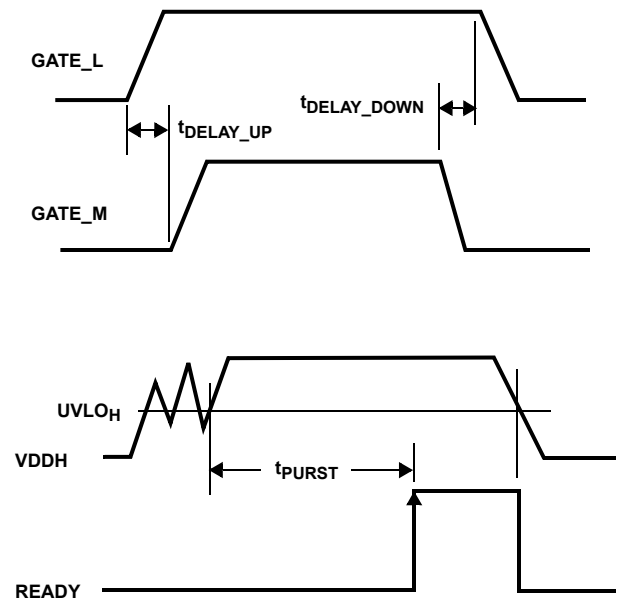 GATE_L
tDELAY_DOWN
tDELAY_UP
GATE_M
UVLOH
VDDH
tPURST
READY